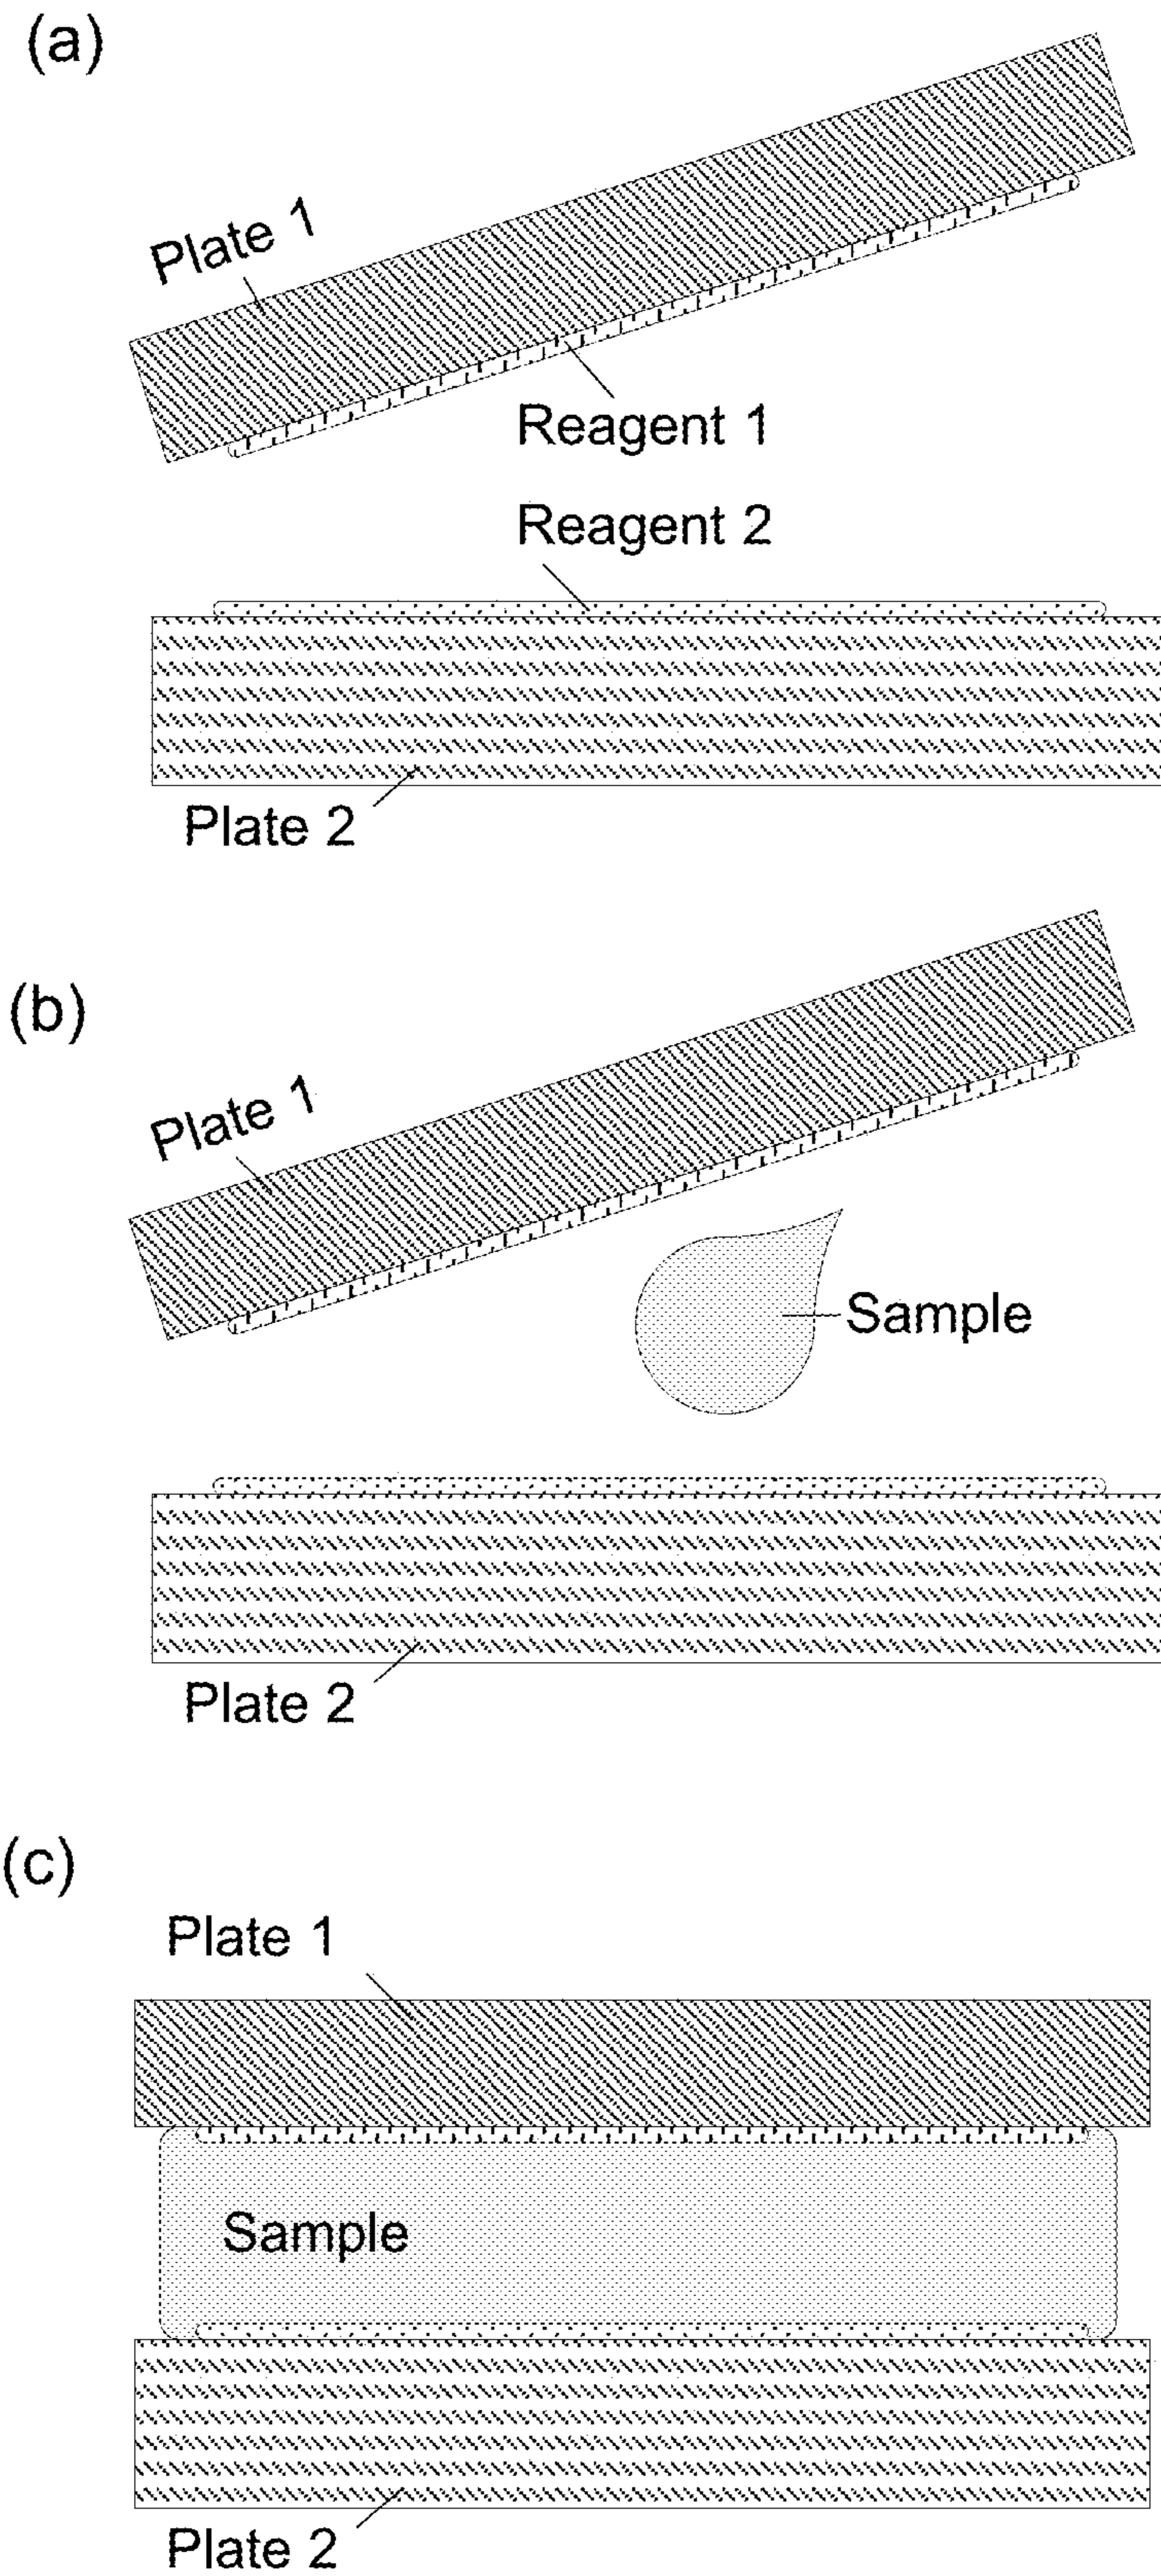 (a)
Plate 1
Reagent 1
Reagent 2
Plate 2
(b)
Plate 1
Sample
Plate 2
(c)
Plate 1
Sample
Plate 2